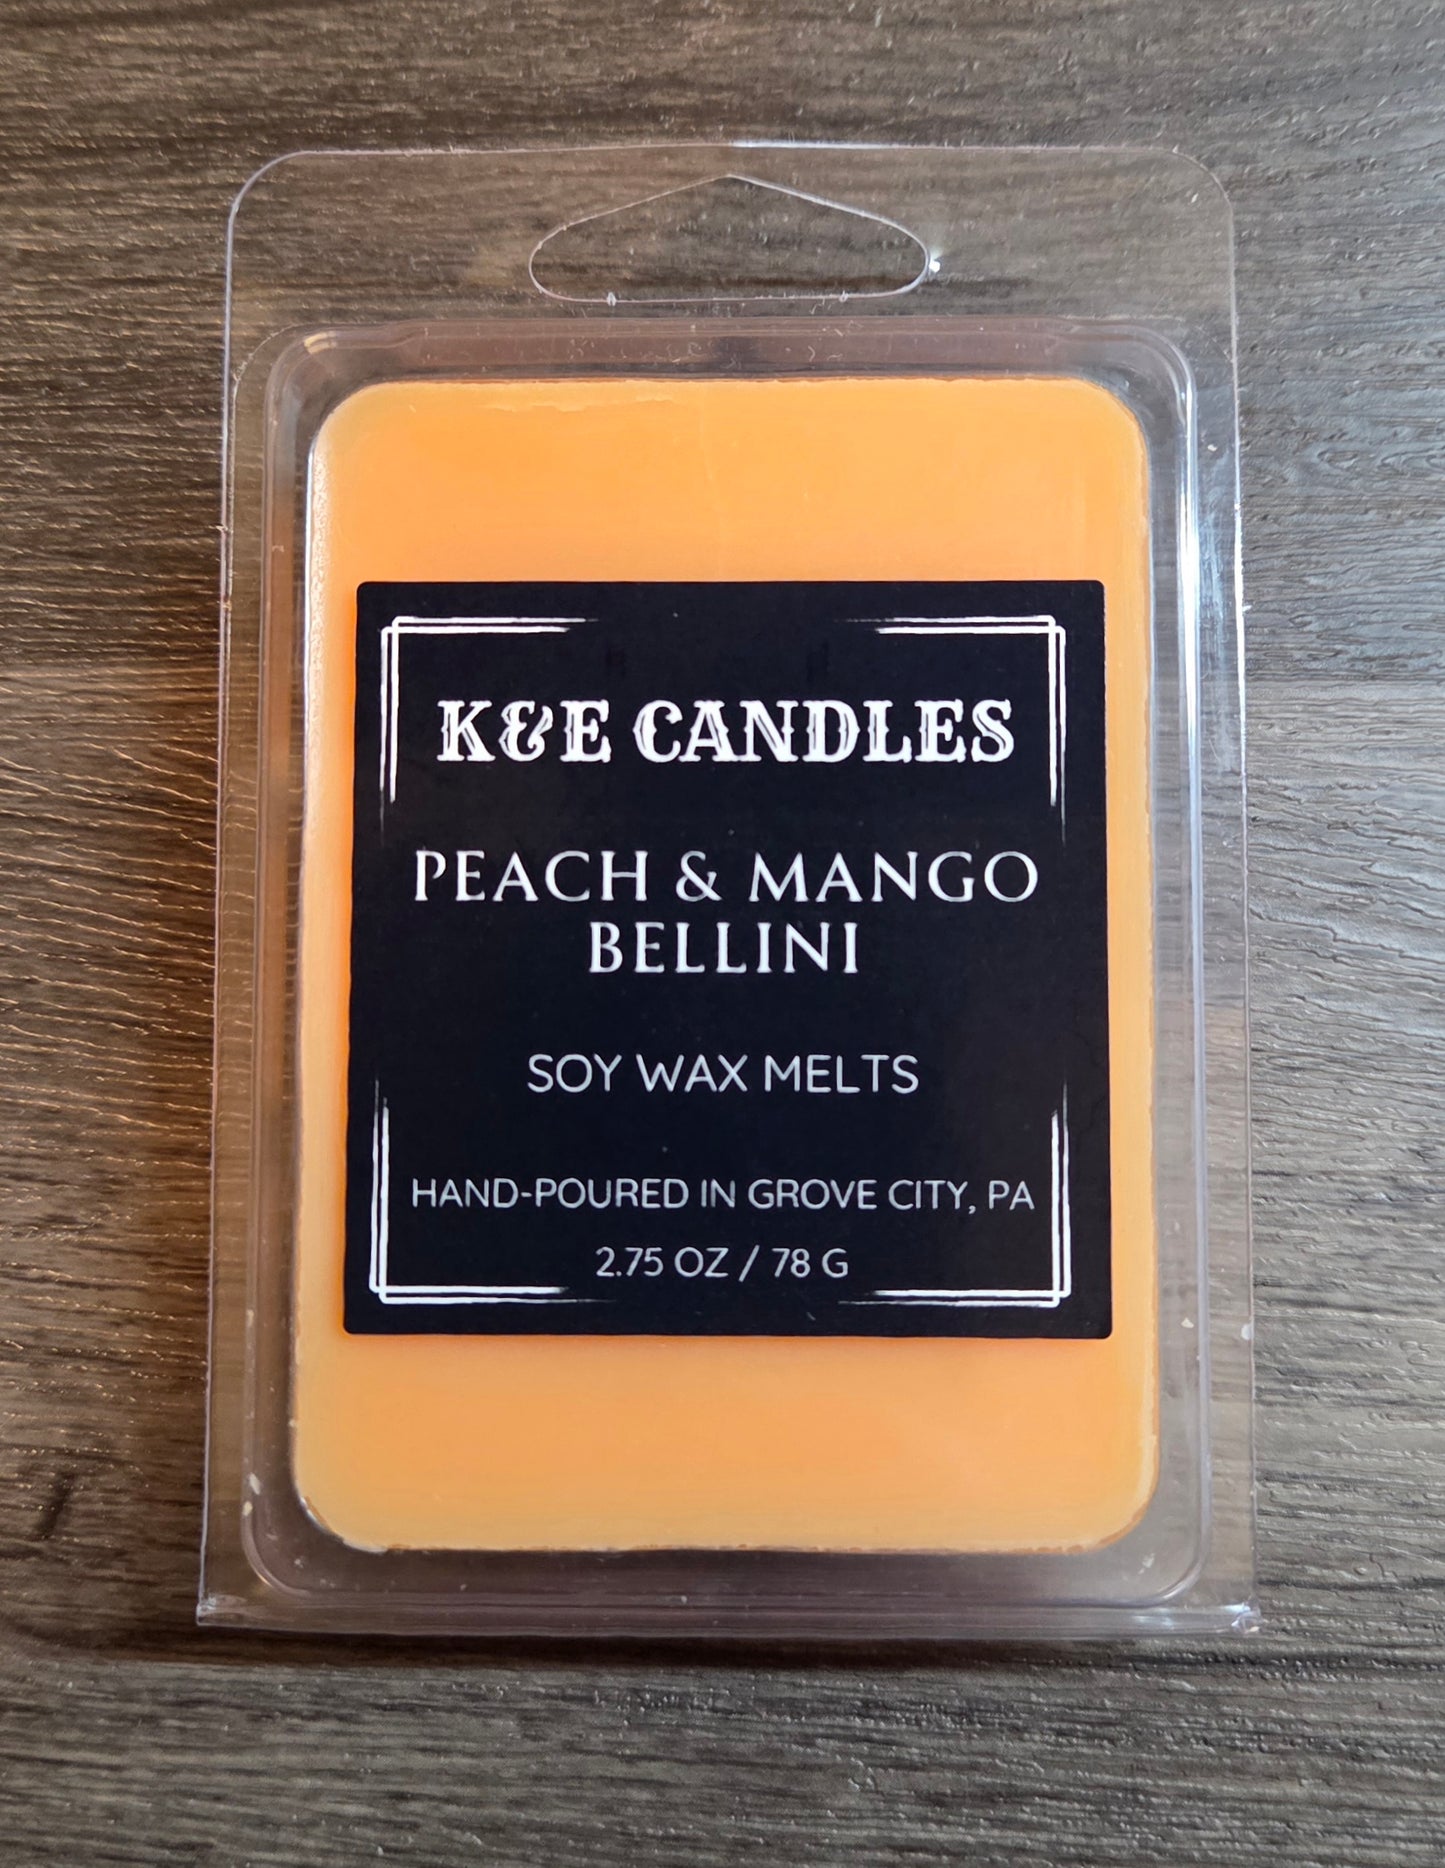 K&E CANDLES
PEACH & MANGO
BELLINI
SOY WAX MELTS
HAND-POURED IN GROVE CITY, PA
2.75 OZ / 78 G